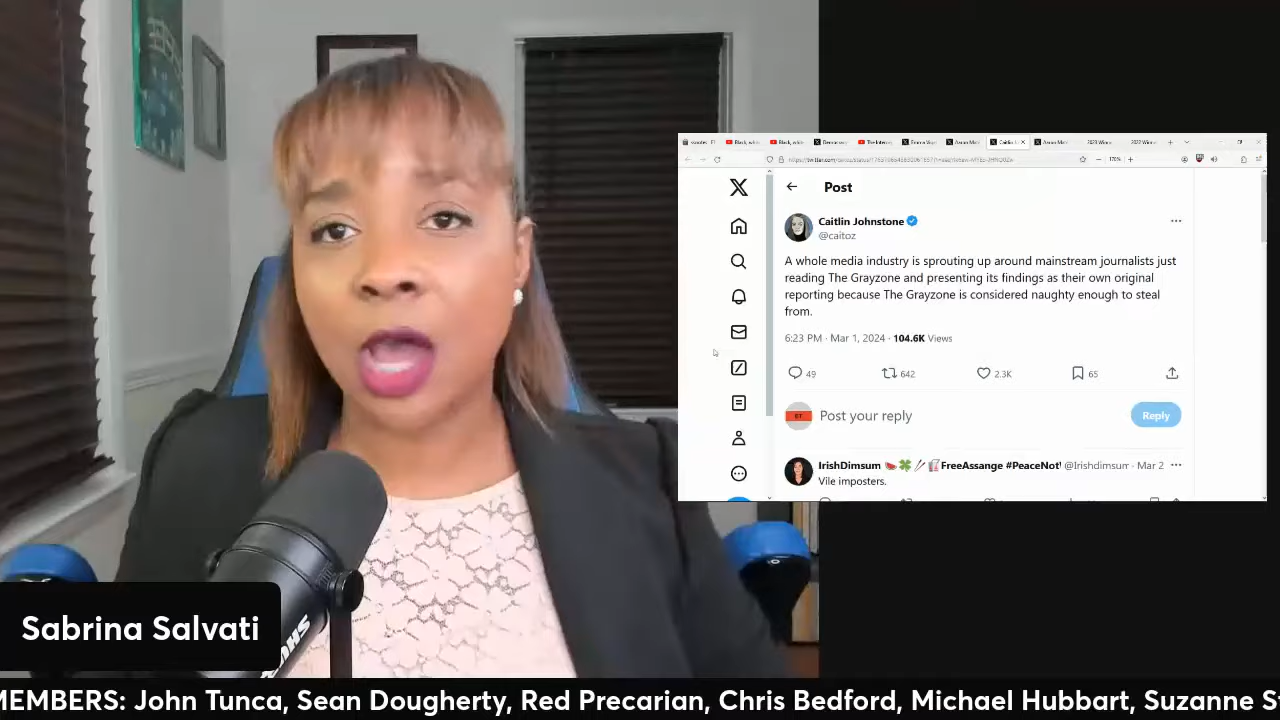 Post
Caitlin Johnstone
@caitoz
A whole media industry is sprouting up around mainstream journalists just
reading The Grayzone and presenting its findings as their own original
reporting because The Grayzone is considered naughty enough to steal
from.
6:23 PM · Mar 1, 2024 · 104.6K Views
49
642
2.3K
65
Post your reply
Reply
IrishDimsum 🍉🍀🥢🥡FreeAssange #PeaceNot! @Irishdimsum · Mar 2
Vile imposters.
SHU
Sabrina Salvati
MEMBERS: John Tunca, Sean Dougherty, Red Precarian, Chris Bedford, Michael Hubbart, Suzanne S